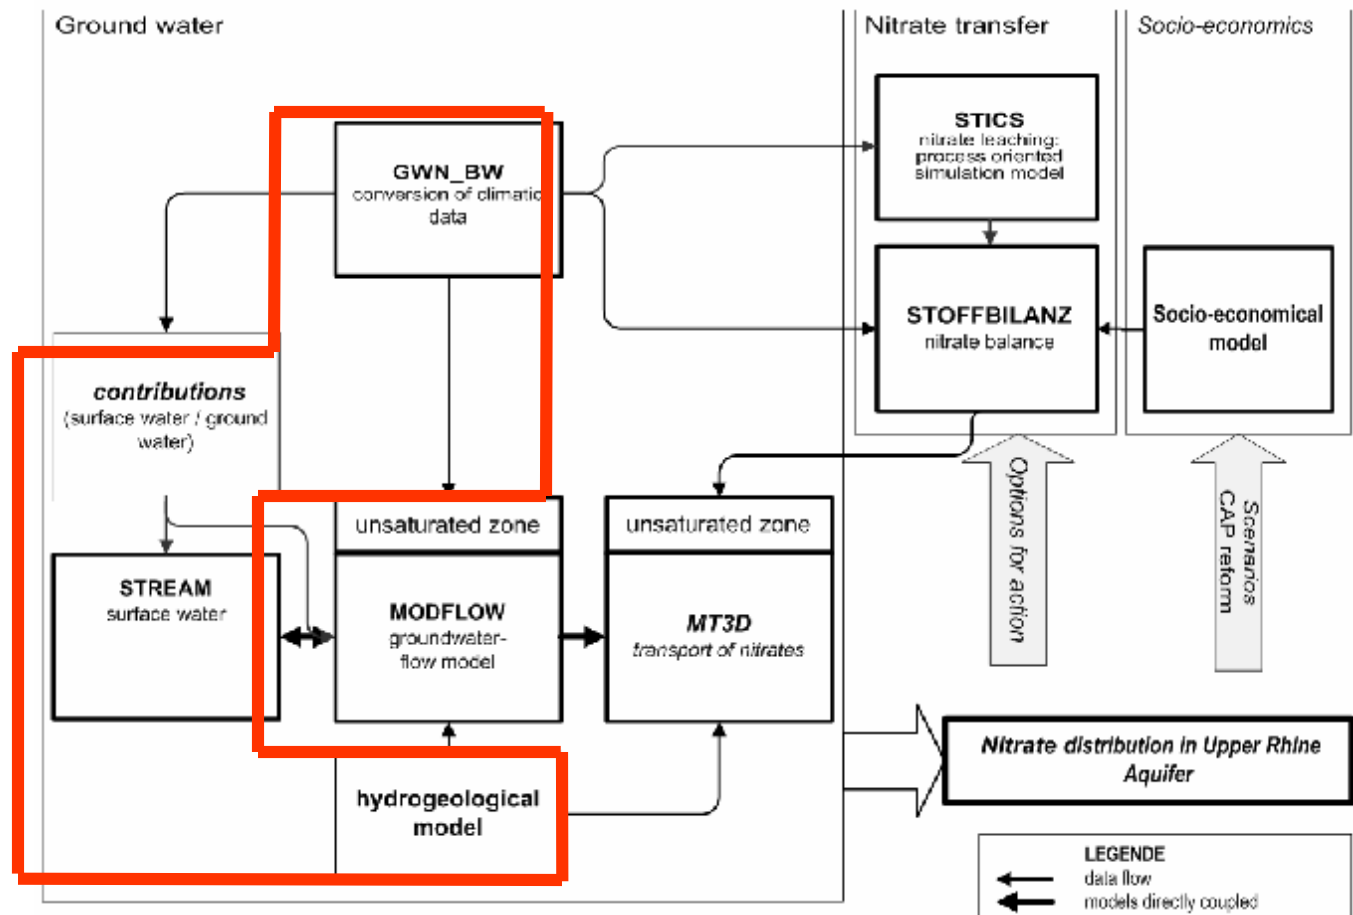 Ground water
Nitrate transfer
Socio-economics
GWN_BW
conversion of climatic
data
STICS
nitrate leaching:
process oriented
simulation model
STOFFBILANZ
nitrate balance
Socio-economical
model
contributions
(surface water / ground
water)
unsaturated zone
unsaturated zone
STREAM
surface water
MODFLOW
groundwater-
flow model
MT3D
transport of nitrates
Options for action
Scenarios
CAP reform
hydrogeological
model
Nitrate distribution in Upper Rhine
Aquifer
LEGENDE
data flow
models directly coupled